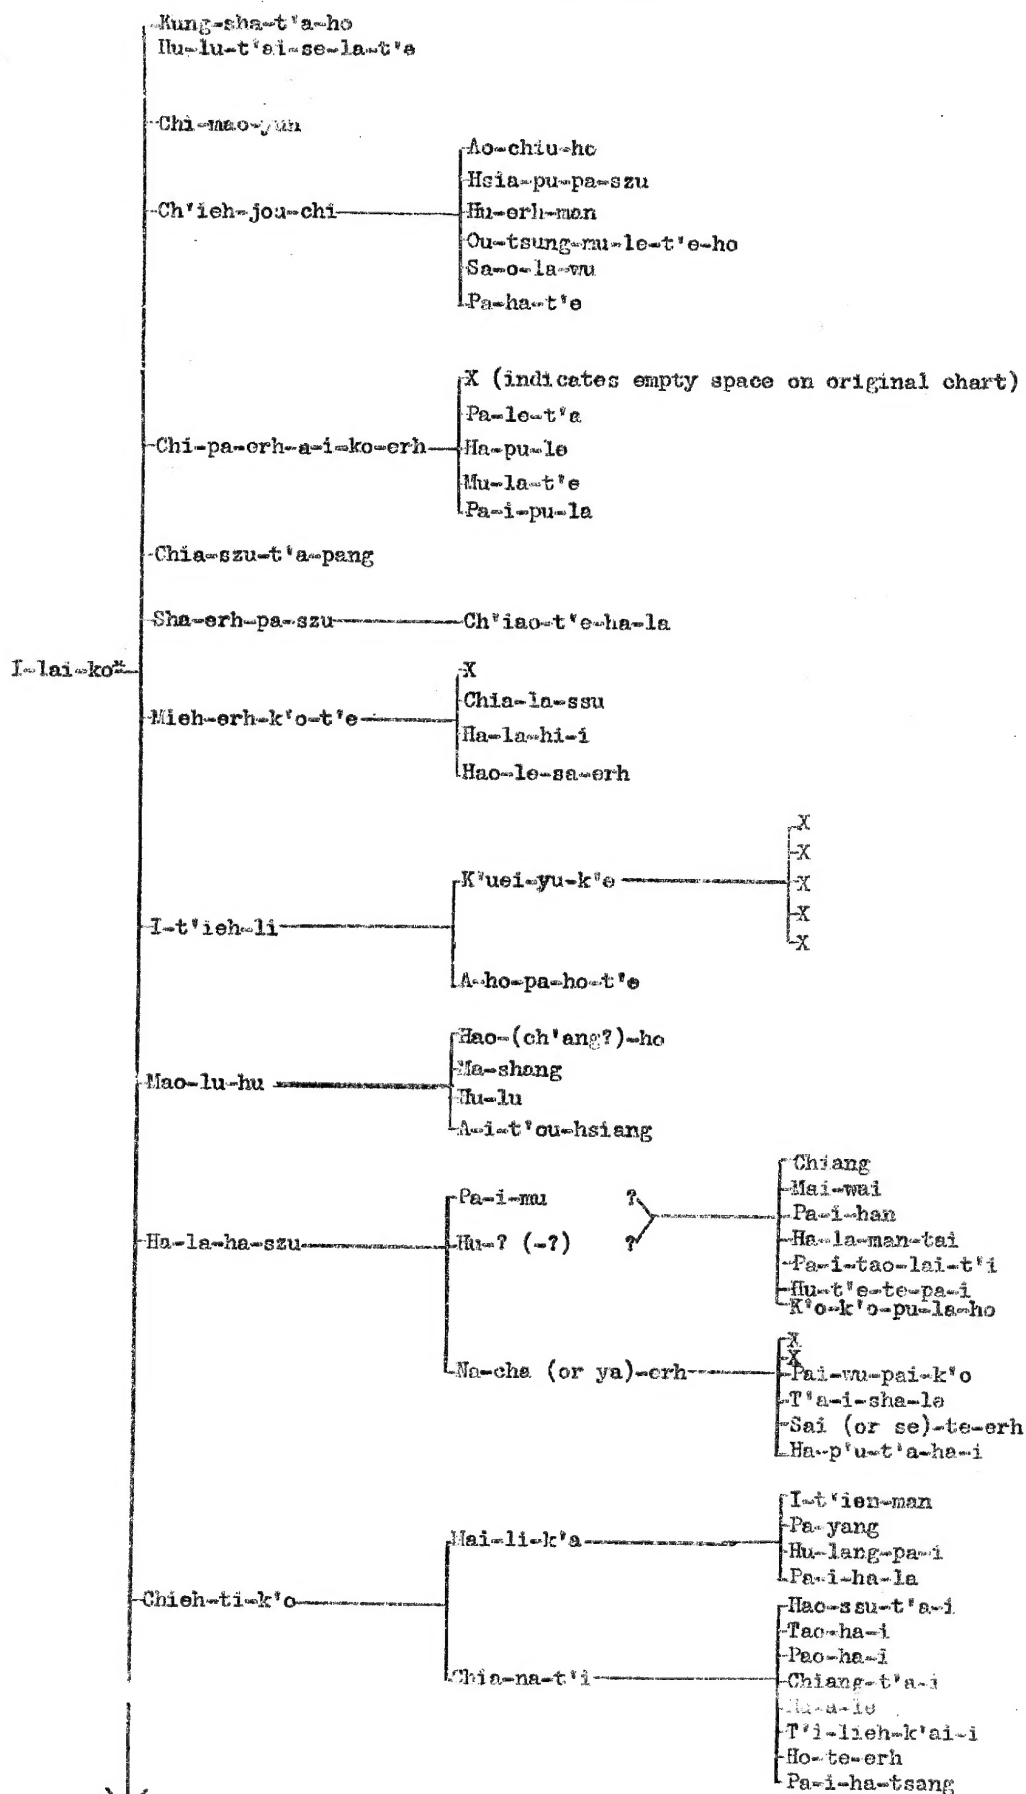 Kung-sha-t'a-ho
Hu-lu-t'ai-se-la-t'e
Chi-mao-yun
Ch'ieh-jou-chi
Ao-chiu-ho
Hsia-pu-pa-szu
Hu-erh-man
Ou-tsung-mu-le-t'e-ho
Sa-o-la-wu
Pa-ha-t'e
Chi-pa-erh-a-i-ko-erh
X (indicates empty space on original chart)
Pa-le-t'a
Ha-pu-le
Mu-la-t'e
Pa-i-pu-la
Chia-szu-t'a-pang
Sha-erh-pa-szu
Ch'iao-t'e-ha-la
I-lai-ko*
Mieh-erh-k'o-t'e
X
Chia-la-ssu
Ha-la-hi-i
Hao-le-sa-erh
I-t'ieh-li
K'uei-yu-k'e
X
X
X
X
X
A-ho-pa-ho-t'e
Mao-lu-hu
Hao-(ch'ang?)-ho
Ma-shang
Hu-lu
A-i-t'ou-hsiang
Ha-la-ha-szu
Pa-i-mu ?
Hu-? (-?) ?
Chiang
Mai-wai
Pa-i-han
Ha-la-man-tai
Pa-i-tao-lai-t'i
Hu-t'e-te-pa-i
K'o-k'o-pu-la-ho
Na-cha (or ya)-erh
X
X
Pai-wu-pai-k'o
T'a-i-sha-le
Sai (or se)-te-erh
Ha-p'u-t'a-ha-i
Chieh-ti-k'o
Mai-li-k'a
I-t'ien-man
Pa-yang
Hu-lang-pa-i
Pa-i-ha-la
Chia-na-t'i
Hao-ssu-t'a-i
Tao-ha-i
Pao-ha-i
Chiang-t'a-i
T'i-lieh-k'ai-i
Ho-te-erh
Pa-i-ha-tsang